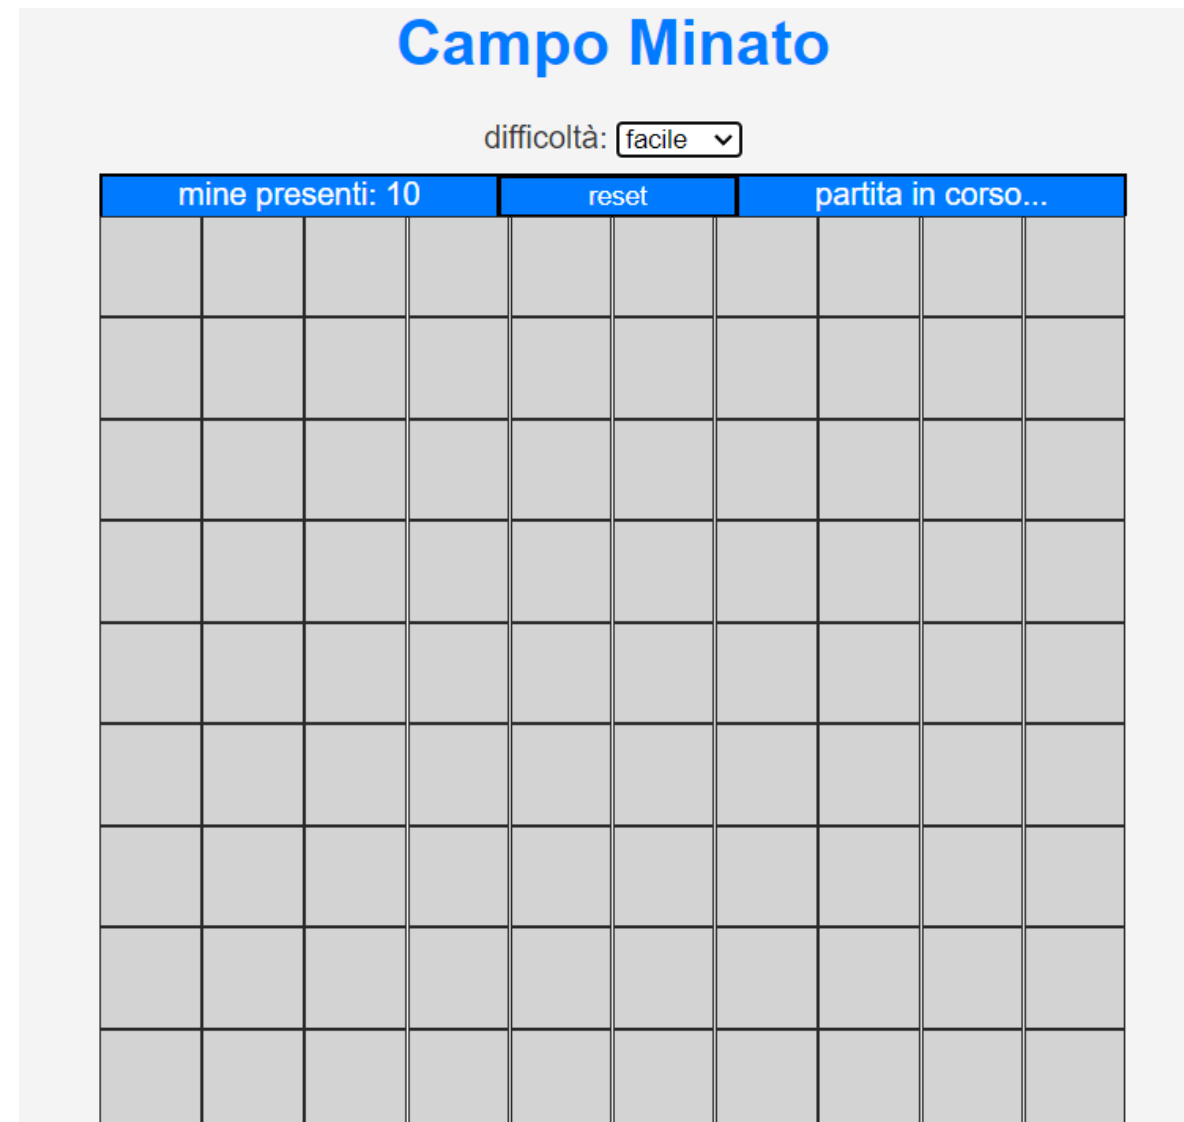 Campo Minato
difficoltà: facile
mine presenti: 10 reset partita in corso...